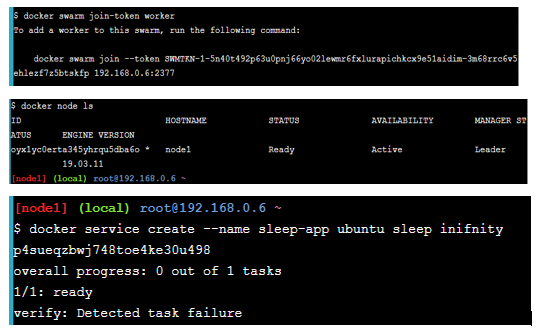 $ docker swarm join-token worker
To add a worker to this swarm, run the following command:
docker swarm join --token SWMTKN-1-5n40t492p63u0pnj66yo02lewmr6fxlurapichkcx9e51aidim-3m68rrc6v5
ehlezf7z5btskfp 192.168.0.6:2377
$ docker node ls
ID HOSTNAME STATUS AVAILABILITY MANAGER ST
ATUS ENGINE VERSION
oyx1yc0erta345yhrqu5dba6o * node1 Ready Active Leader
19.03.11
[node1] (local) root@192.168.0.6 ~
[node1] (local) root@192.168.0.6 ~
$ docker service create --name sleep-app ubuntu sleep inifnity
p4sueqzbwj748toe4ke30u498
overall progress: 0 out of 1 tasks
1/1: ready
verify: Detected task failure